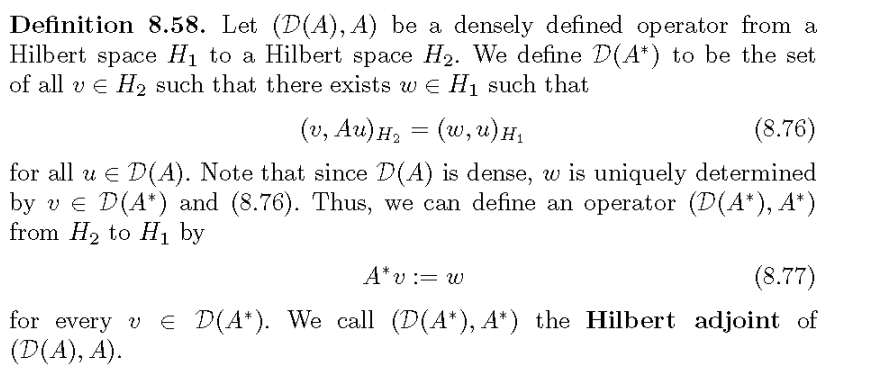 Definition 8.58. Let (𝒟(A), A) be a densely defined operator from a
Hilbert space H₁ to a Hilbert space H₂. We define 𝒟(A*) to be the set
of all v ∈ H₂ such that there exists w ∈ H₁ such that
(v, Au)_{H₂} = (w, u)_{H₁} (8.76)
for all u ∈ 𝒟(A). Note that since 𝒟(A) is dense, w is uniquely determined
by v ∈ 𝒟(A*) and (8.76). Thus, we can define an operator (𝒟(A*), A*)
from H₂ to H₁ by
A*v := w (8.77)
for every v ∈ 𝒟(A*). We call (𝒟(A*), A*) the Hilbert adjoint of
(𝒟(A), A).